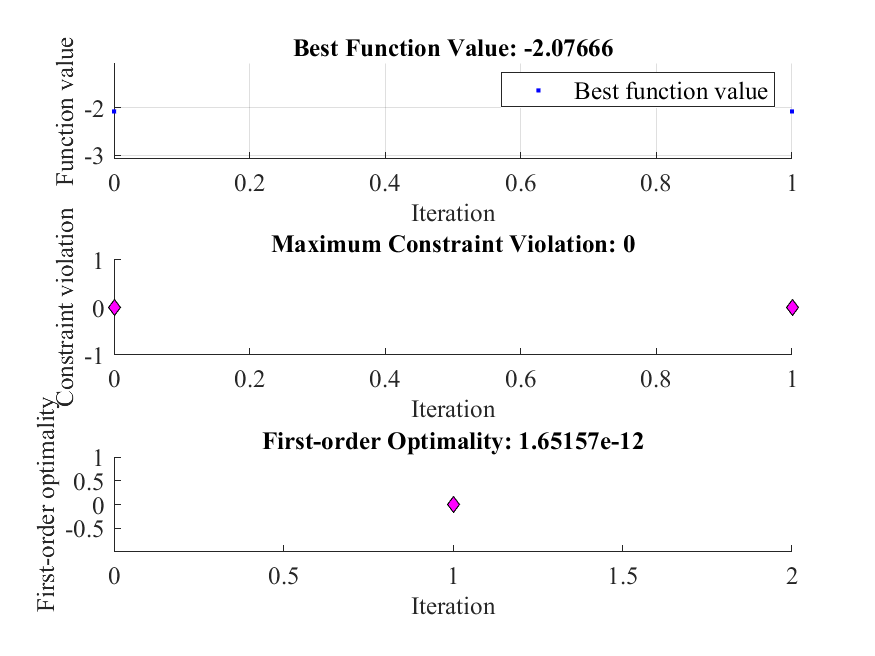 Best Function Value: -2.07666
Function value
Best function value
-2
-3
0 0.2 0.4 0.6 0.8 1
Iteration
Maximum Constraint Violation: 0
Constraint violation
1
0
-1
0 0.2 0.4 0.6 0.8 1
Iteration
First-order Optimality: 1.65157e-12
First-order optimality
1
0.5
0
-0.5
0 0.5 1 1.5 2
Iteration